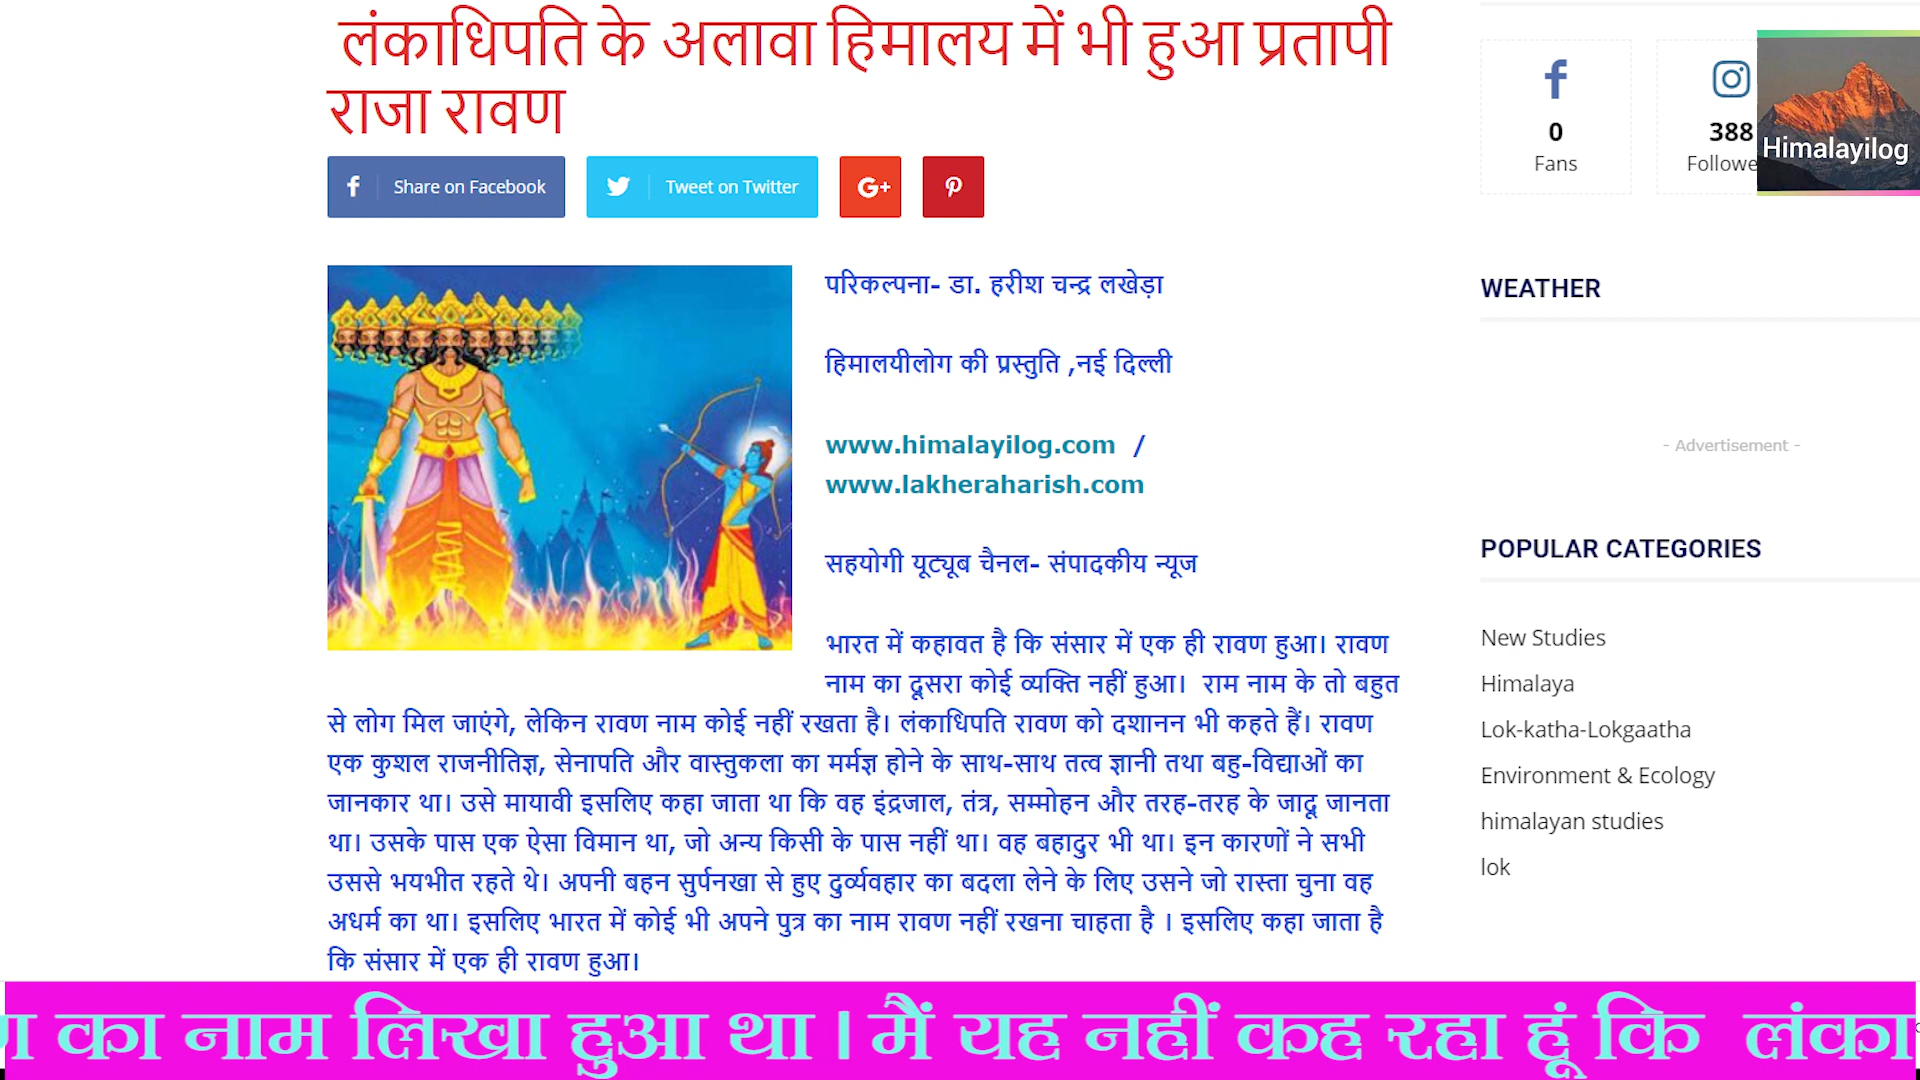 लंकाधिपति के अलावा हिमालय में भी हुआ प्रतापी
राजा रावण
Share on Facebook
Tweet on Twitter
G+
परिकल्पना- डा. हरीश चन्द्र लखेड़ा
हिमालयीलोग की प्रस्तुति ,नई दिल्ली
www.himalayilog.com /
www.lakheraharish.com
सहयोगी यूट्यूब चैनल- संपादकीय न्यूज
भारत में कहावत है कि संसार में एक ही रावण हुआ। रावण
नाम का दूसरा कोई व्यक्ति नहीं हुआ। राम नाम के तो बहुत
से लोग मिल जाएंगे, लेकिन रावण नाम कोई नहीं रखता है। लंकाधिपति रावण को दशानन भी कहते हैं। रावण
एक कुशल राजनीतिज्ञ, सेनापति और वास्तुकला का मर्मज्ञ होने के साथ-साथ तत्व ज्ञानी तथा बहु-विद्याओं का
जानकार था। उसे मायावी इसलिए कहा जाता था कि वह इंद्रजाल, तंत्र, सम्मोहन और तरह-तरह के जादू जानता
था। उसके पास एक ऐसा विमान था, जो अन्य किसी के पास नहीं था। वह बहादुर भी था। इन कारणों ने सभी
उससे भयभीत रहते थे। अपनी बहन सुर्पनखा से हुए दुर्व्यवहार का बदला लेने के लिए उसने जो रास्ता चुना वह
अधर्म का था। इसलिए भारत में कोई भी अपने पुत्र का नाम रावण नहीं रखना चाहता है । इसलिए कहा जाता है
कि संसार में एक ही रावण हुआ।
0
Fans
388
Followe
Himalayilog
WEATHER
- Advertisement -
POPULAR CATEGORIES
New Studies
Himalaya
Lok-katha-Lokgaatha
Environment & Ecology
himalayan studies
lok
का नाम लिखा हुआ था । मैं यह नहीं कह रहा हूं कि लंका